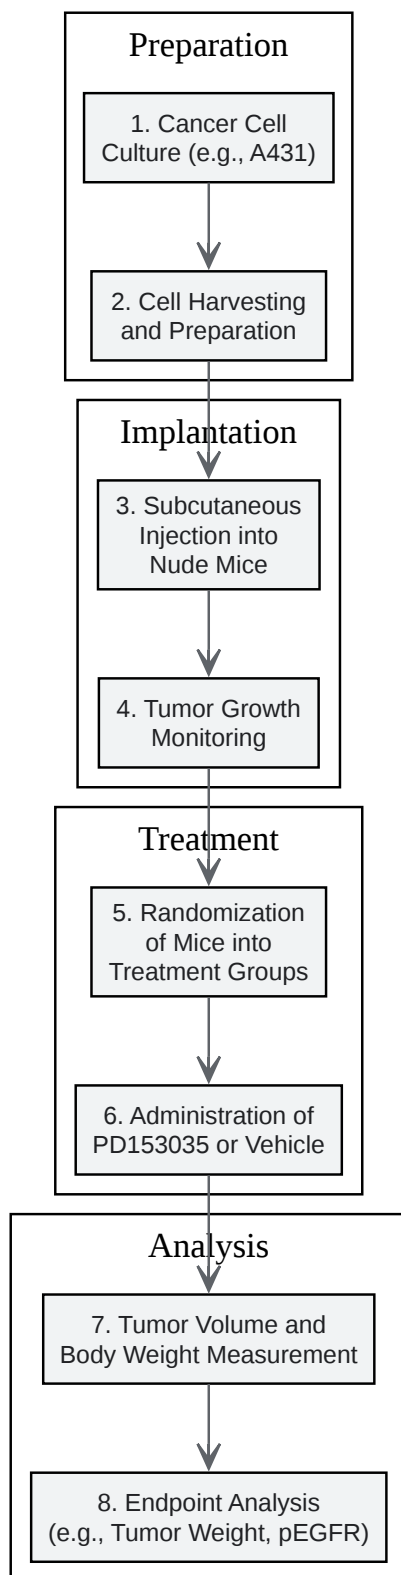 Preparation
1. Cancer Cell
Culture (e.g., A431)
2. Cell Harvesting
and Preparation
Implantation
3. Subcutaneous
Injection into
Nude Mice
4. Tumor Growth
Monitoring
Treatment
5. Randomization
of Mice into
Treatment Groups
6. Administration of
PD153035 or Vehicle
Analysis
7. Tumor Volume and
Body Weight Measurement
8. Endpoint Analysis
(e.g., Tumor Weight, pEGFR)